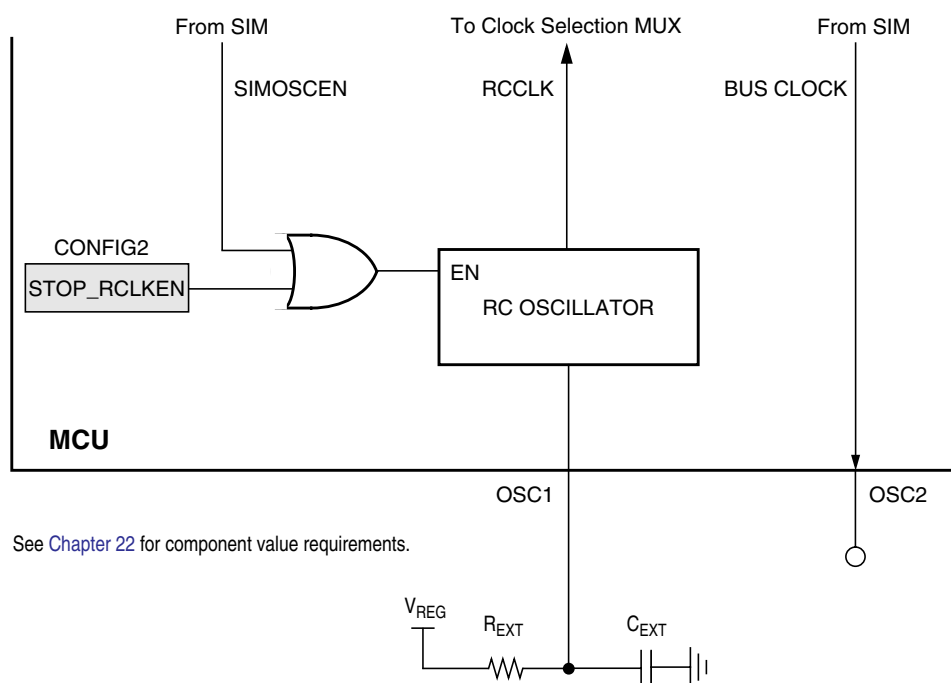 From SIM
To Clock Selection MUX
From SIM
SIMOSCEN
RCCLK
BUS CLOCK
CONFIG2
STOP_RCLKEN
EN
RC OSCILLATOR
MCU
OSC1
OSC2
See Chapter 22 for component value requirements.
VREG
REXT
CEXT